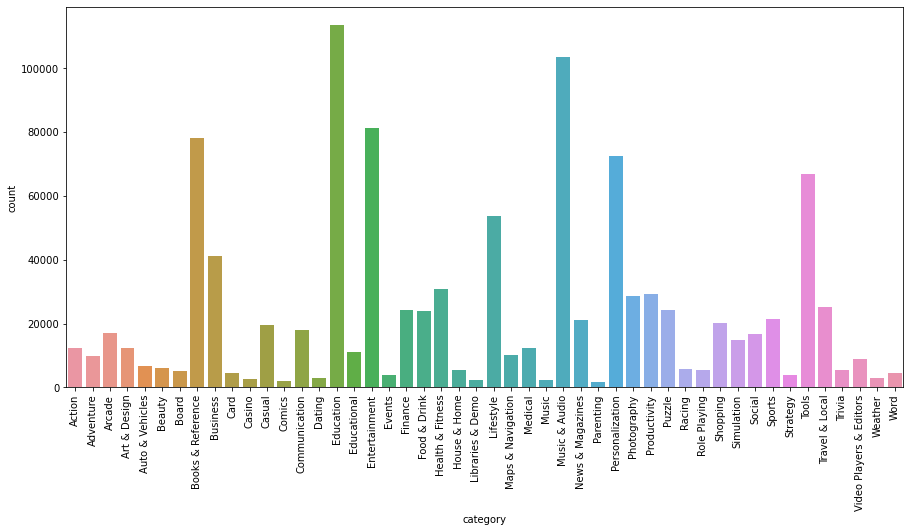 100000
80000
60000
40000
20000
0
count
Action
Adventure
Arcade
Art & Design
Auto & Vehicles
Beauty
Board
Books & Reference
Business
Card
Casino
Casual
Comics
Communication
Dating
Education
Educational
Entertainment
Events
Finance
Food & Drink
Health & Fitness
House & Home
Libraries & Demo
Lifestyle
Maps & Navigation
Medical
Music
Music & Audio
News & Magazines
Parenting
Personalization
Photography
Productivity
Puzzle
Racing
Role Playing
Shopping
Simulation
Social
Sports
Strategy
Tools
Travel & Local
Trivia
Video Players & Editors
Weather
Word
category